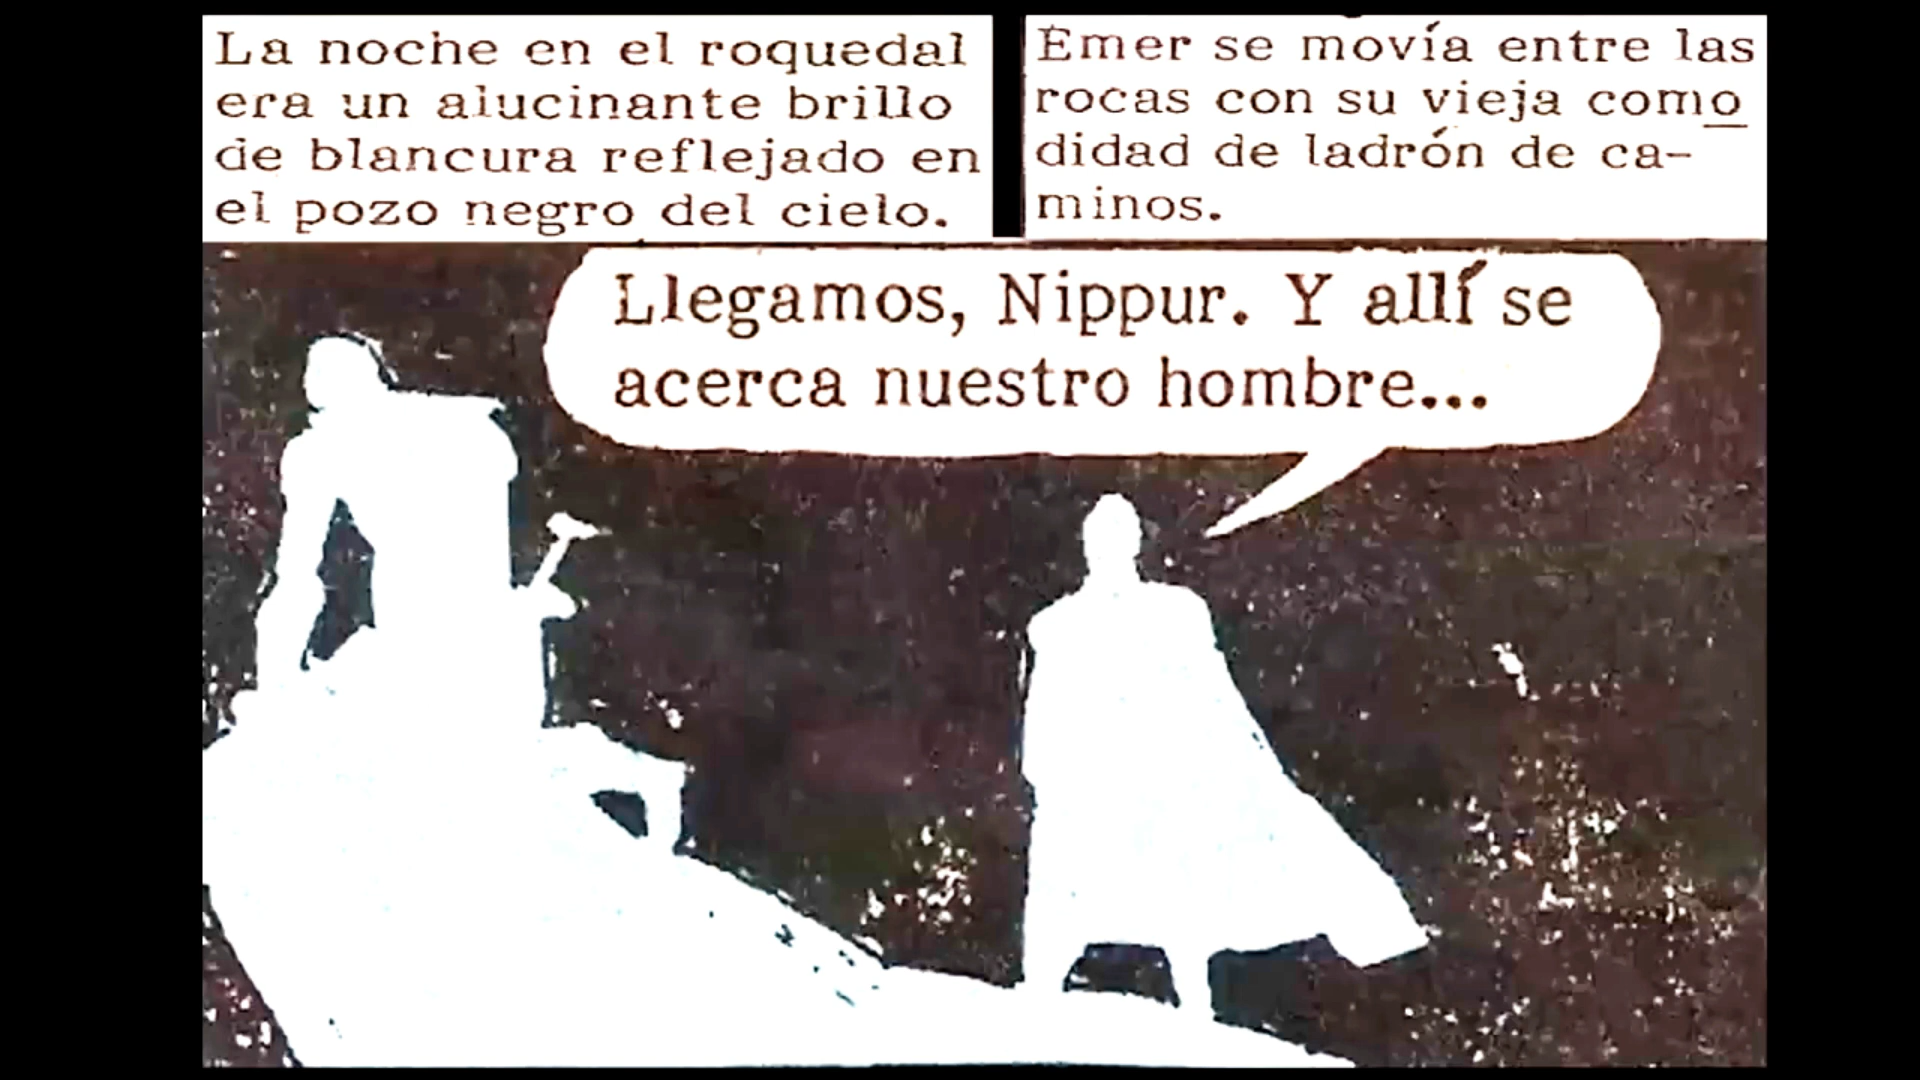 La noche en el roquedal
era un alucinante brillo
de blancura reflejado en
el pozo negro del cielo.
Emer se movía entre las
rocas con su vieja como
didad de ladrón de ca-
minos.
Llegamos, Nippur. Y allí se
acerca nuestro hombre...